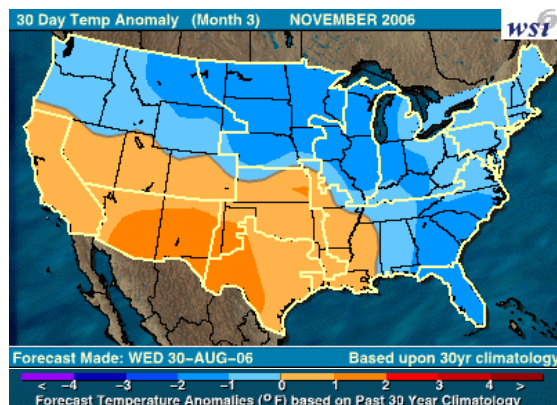 30 Day Temp Anomaly (Month 3) NOVEMBER 2006
wsi
Forecast Made: WED 30-AUG-06 Based upon 30yr climatology
< -4 -3 -2 -1 0 1 2 3 4 >
Forecast Temperature Anomalies (°F) based on Past 30 Year Climatology